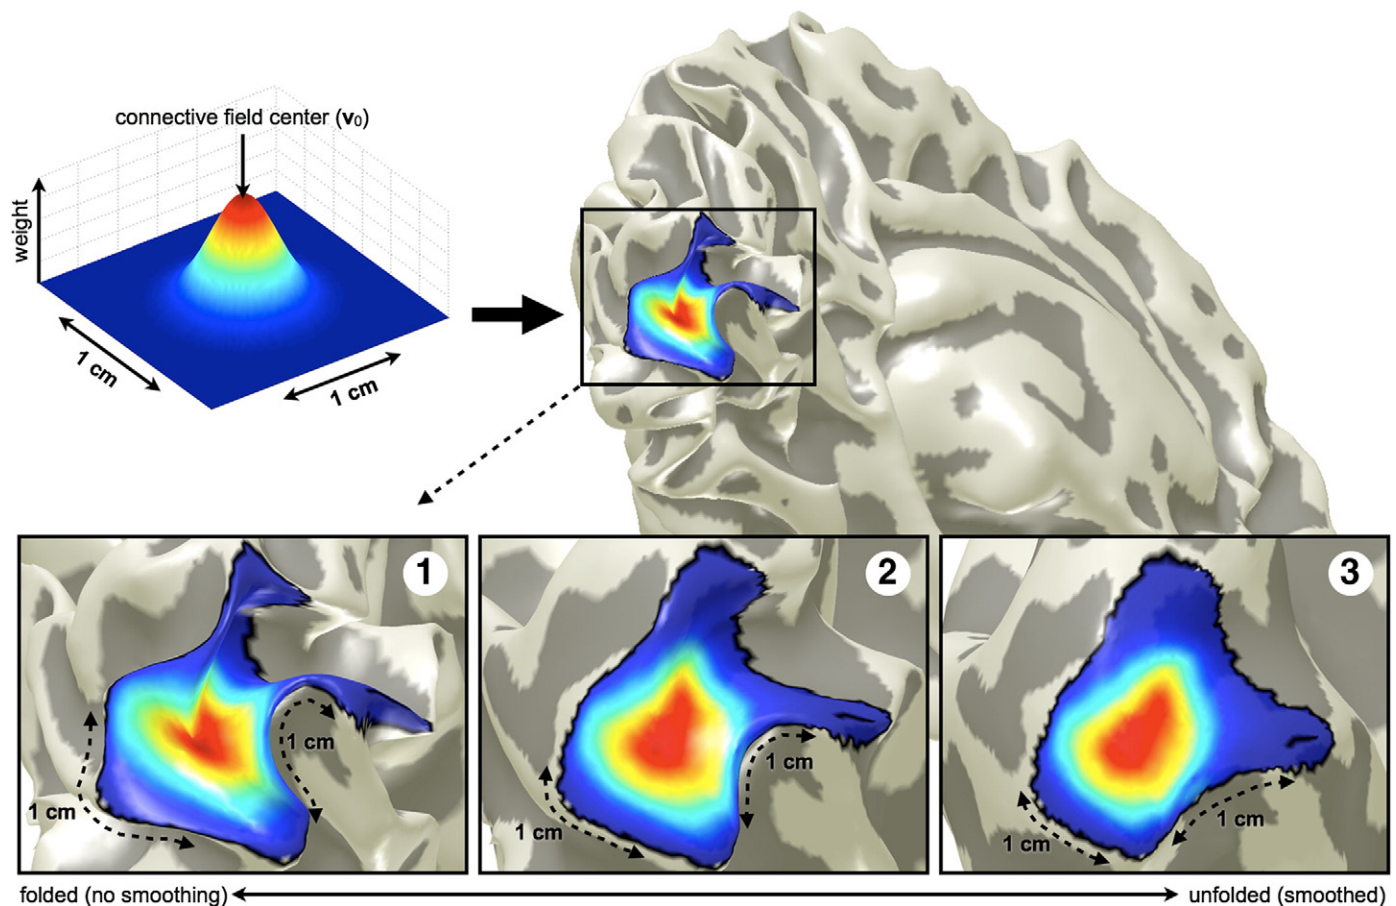 connective field center (v₀)
weight
1 cm
1 cm
1
2
3
1 cm
1 cm
1 cm
1 cm
1 cm
1 cm
folded (no smoothing)
unfolded (smoothed)